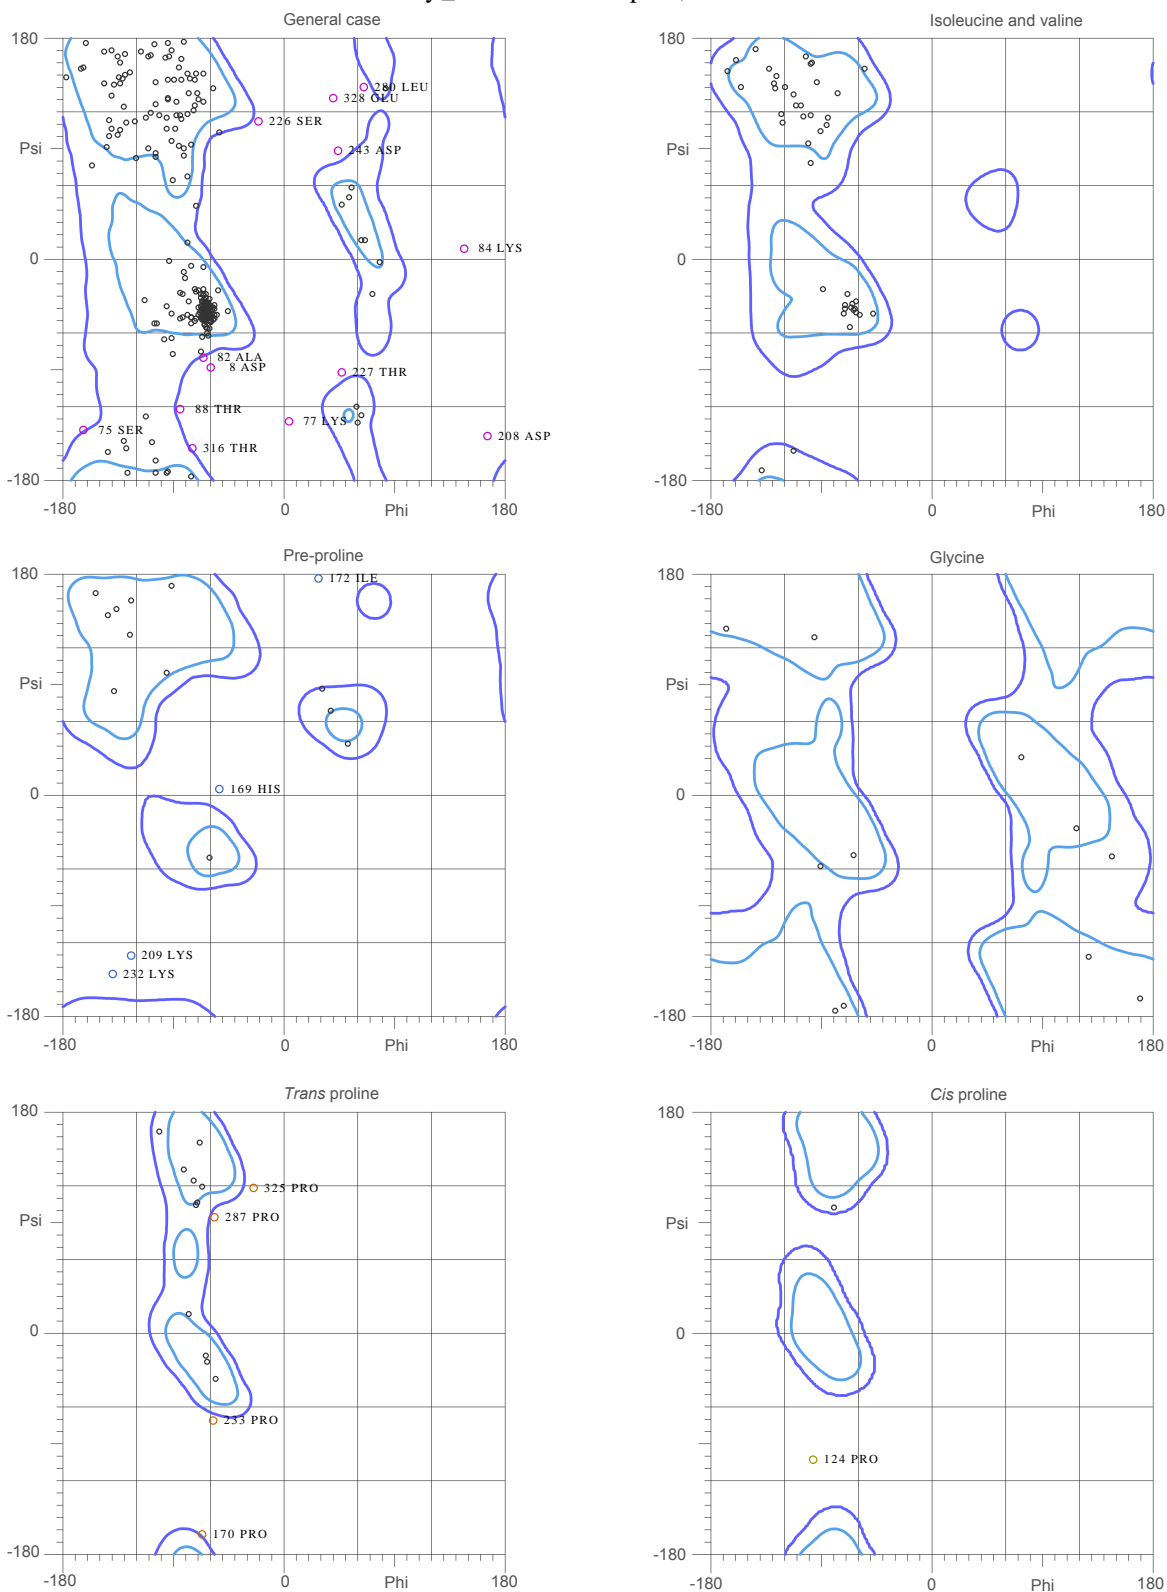 General case
Isoleucine and valine
180
280 LEU
328 GLU
226 SER
Psi
243 ASP
84 LYS
0
82 ALA
8 ASP
227 THR
88 THR
77 LYS
75 SER
316 THR
208 ASP
-180
-180
0
Phi
180
180
Psi
0
-180
-180
0
Phi
180
Pre-proline
Glycine
180
172 ILE
Psi
169 HIS
0
209 LYS
232 LYS
-180
-180
0
Phi
180
180
Psi
0
-180
-180
0
Phi
180
Trans proline
Cis proline
180
325 PRO
287 PRO
Psi
0
233 PRO
170 PRO
-180
-180
0
Phi
180
180
Psi
0
124 PRO
-180
-180
0
Phi
180